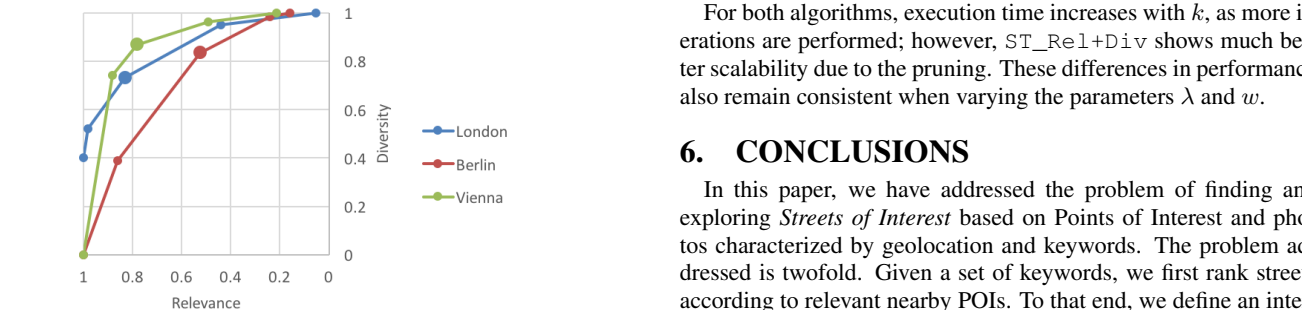 1
0.8
0.6
0.4
0.2
0
Diversity
1 0.8 0.6 0.4 0.2 0
Relevance
London
Berlin
Vienna
For both algorithms, execution time increases with k, as more i
erations are performed; however, ST_Rel+Div shows much be
ter scalability due to the pruning. These differences in performanc
also remain consistent when varying the parameters λ and w.
6. CONCLUSIONS
In this paper, we have addressed the problem of finding an
exploring Streets of Interest based on Points of Interest and pho
tos characterized by geolocation and keywords. The problem ad
dressed is twofold. Given a set of keywords, we first rank stree
according to relevant nearby POIs. To that end, we define an inte